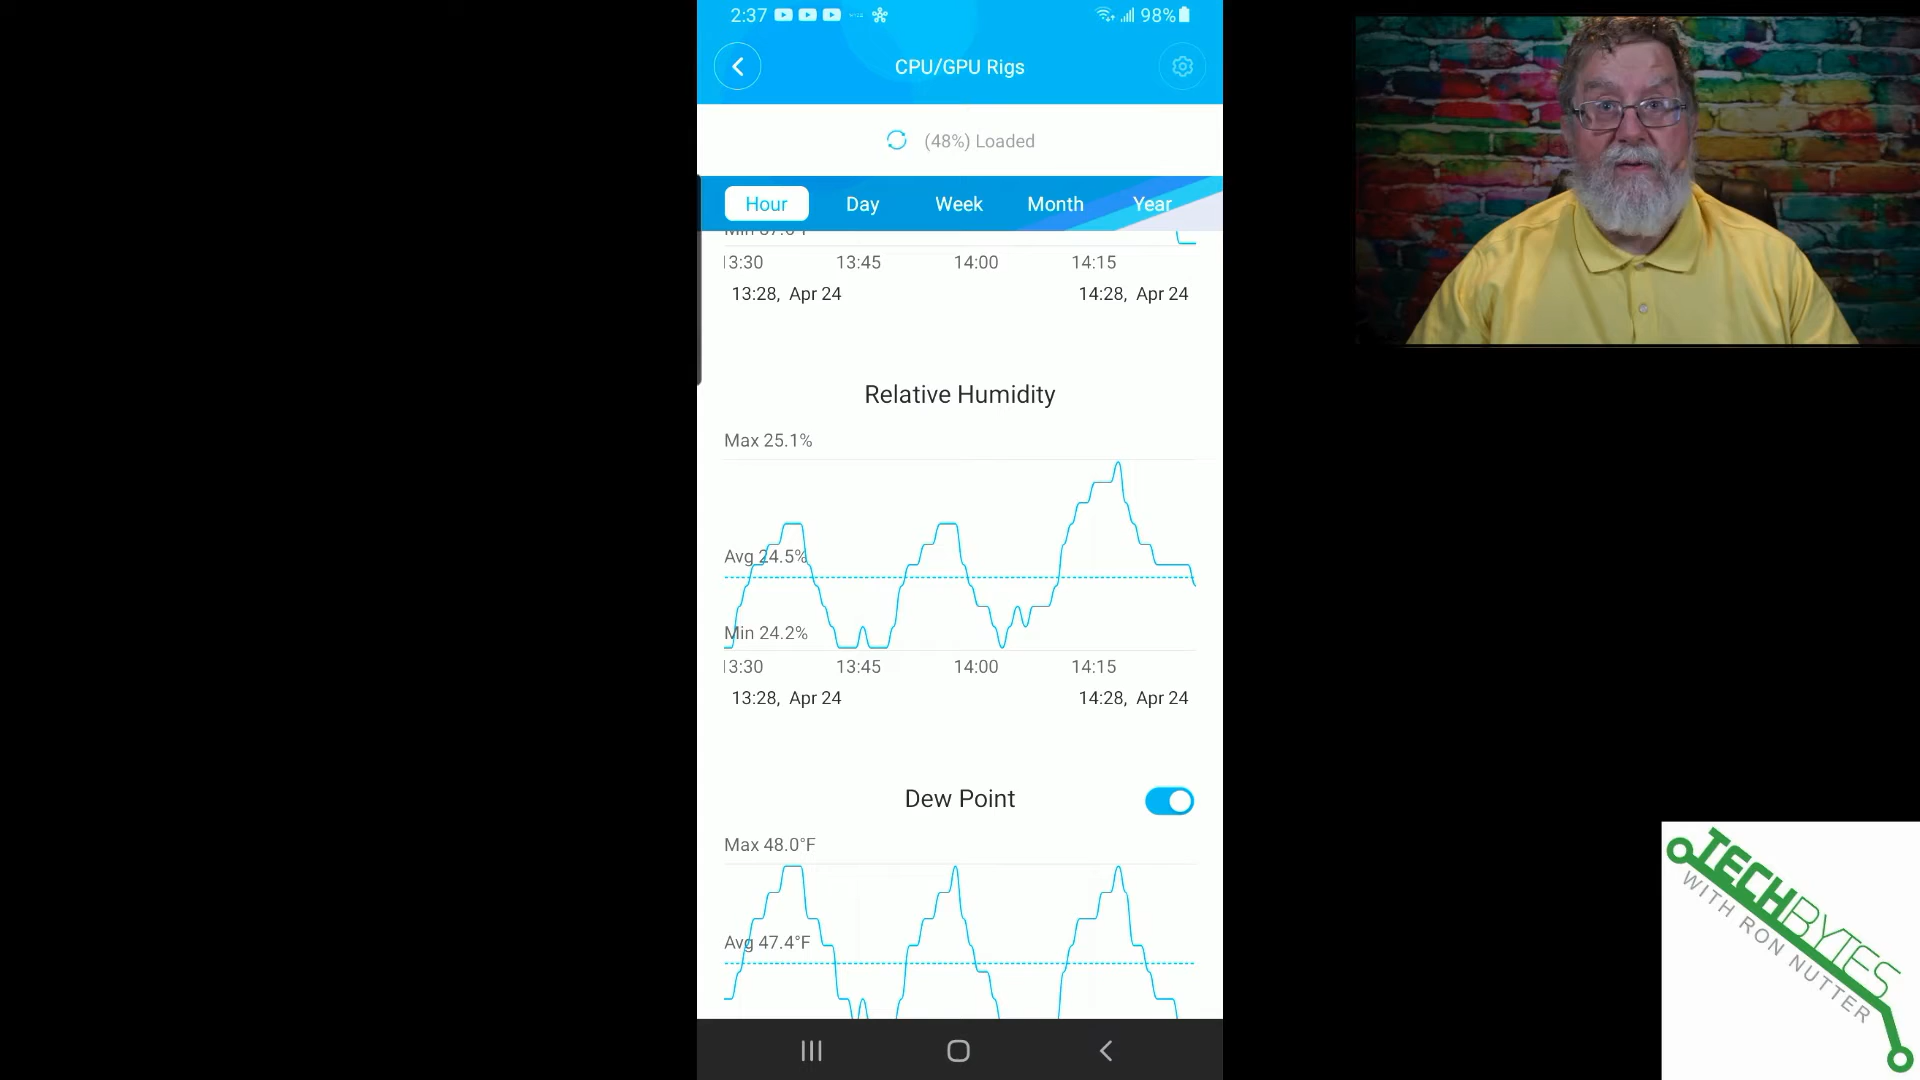 2:37
98%
CPU/GPU Rigs
(48%) Loaded
Hour Day Week Month Year
13:30 13:45 14:00 14:15
13:28, Apr 24 14:28, Apr 24
Relative Humidity
Max 25.1%
Avg 24.5%
Min 24.2%
13:30 13:45 14:00 14:15
13:28, Apr 24 14:28, Apr 24
Dew Point
Max 48.0°F
Avg 47.4°F
TECHBYTES
WITH RON NUTTER